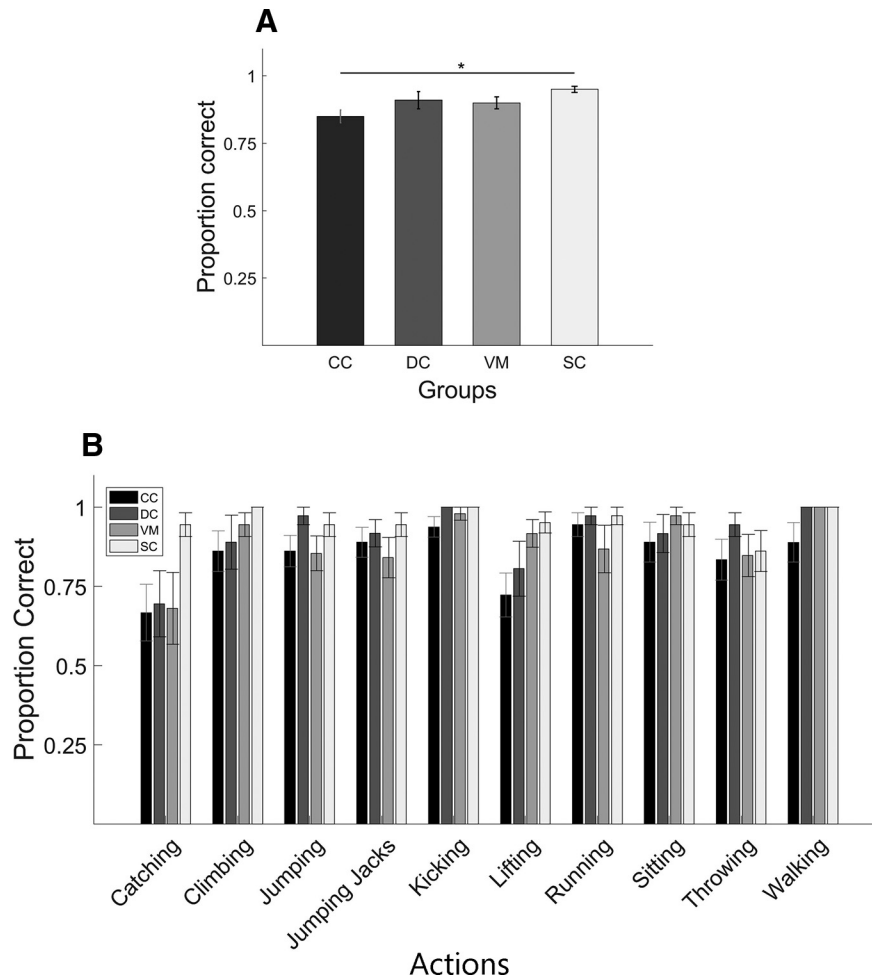 A
*
1
0.75
0.5
0.25
Proportion correct
CC DC VM SC
Groups
B
CC
DC
VM
SC
1
0.75
0.5
0.25
Proportion Correct
Catching
Climbing
Jumping
Jumping Jacks
Kicking
Lifting
Running
Sitting
Throwing
Walking
Actions